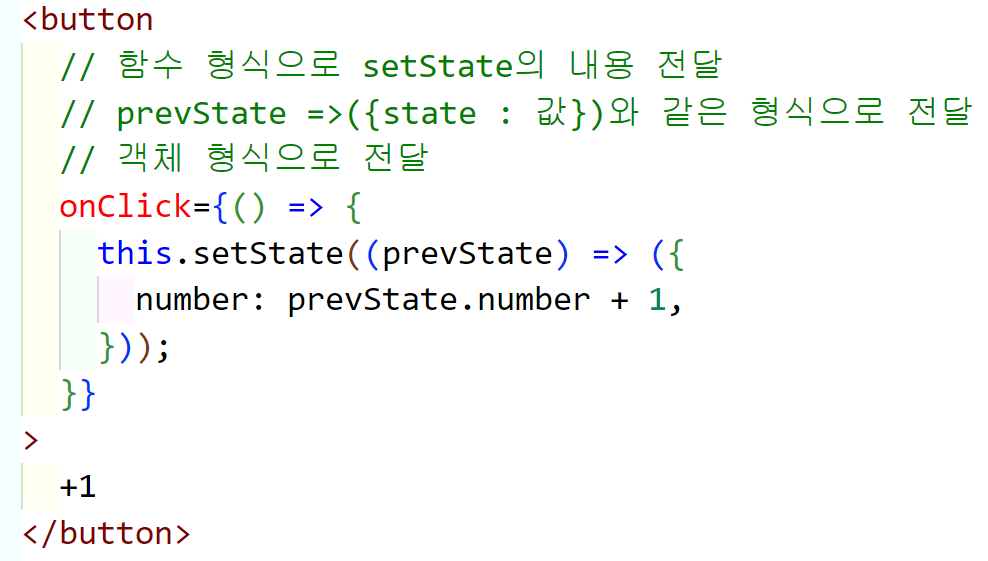 <button
// 함수 형식으로 setState의 내용 전달
// prevState =>({state : 값})와 같은 형식으로 전달
// 객체 형식으로 전달
onClick={() => {
this.setState((prevState) => ({
number: prevState.number + 1,
}));
}}
>
+1
</button>